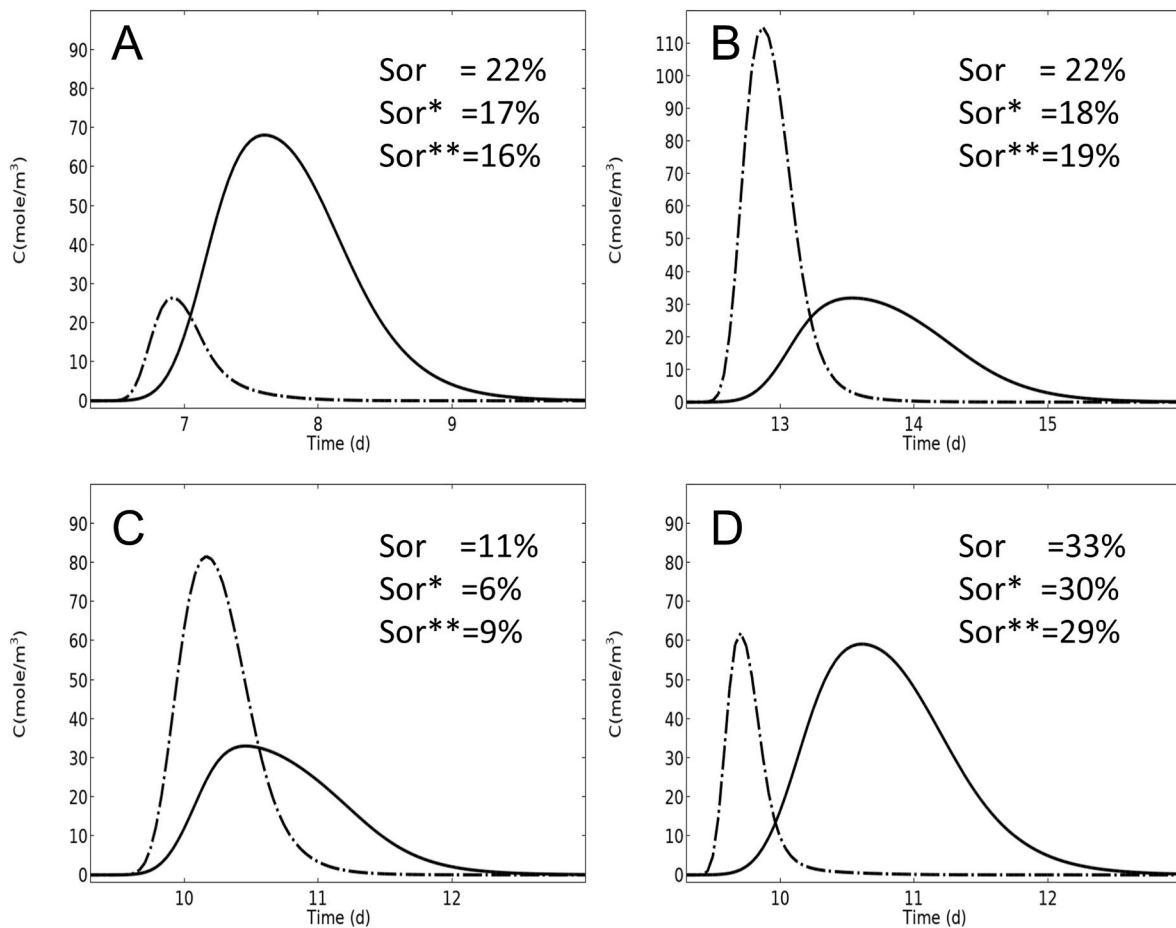 A
Sor = 22%
Sor* =17%
Sor**=16%
90
80
70
60
50
40
30
20
10
0
C(mole/m³)
7 8 9
Time (d)
B
Sor = 22%
Sor* =18%
Sor**=19%
110
100
90
80
70
60
50
40
30
20
10
0
C(mole/m³)
13 14 15
Time (d)
C
Sor =11%
Sor* =6%
Sor**=9%
90
80
70
60
50
40
30
20
10
0
C(mole/m³)
10 11 12
Time (d)
D
Sor =33%
Sor* =30%
Sor**=29%
90
80
70
60
50
40
30
20
10
0
C(mole/m³)
10 11 12
Time (d)